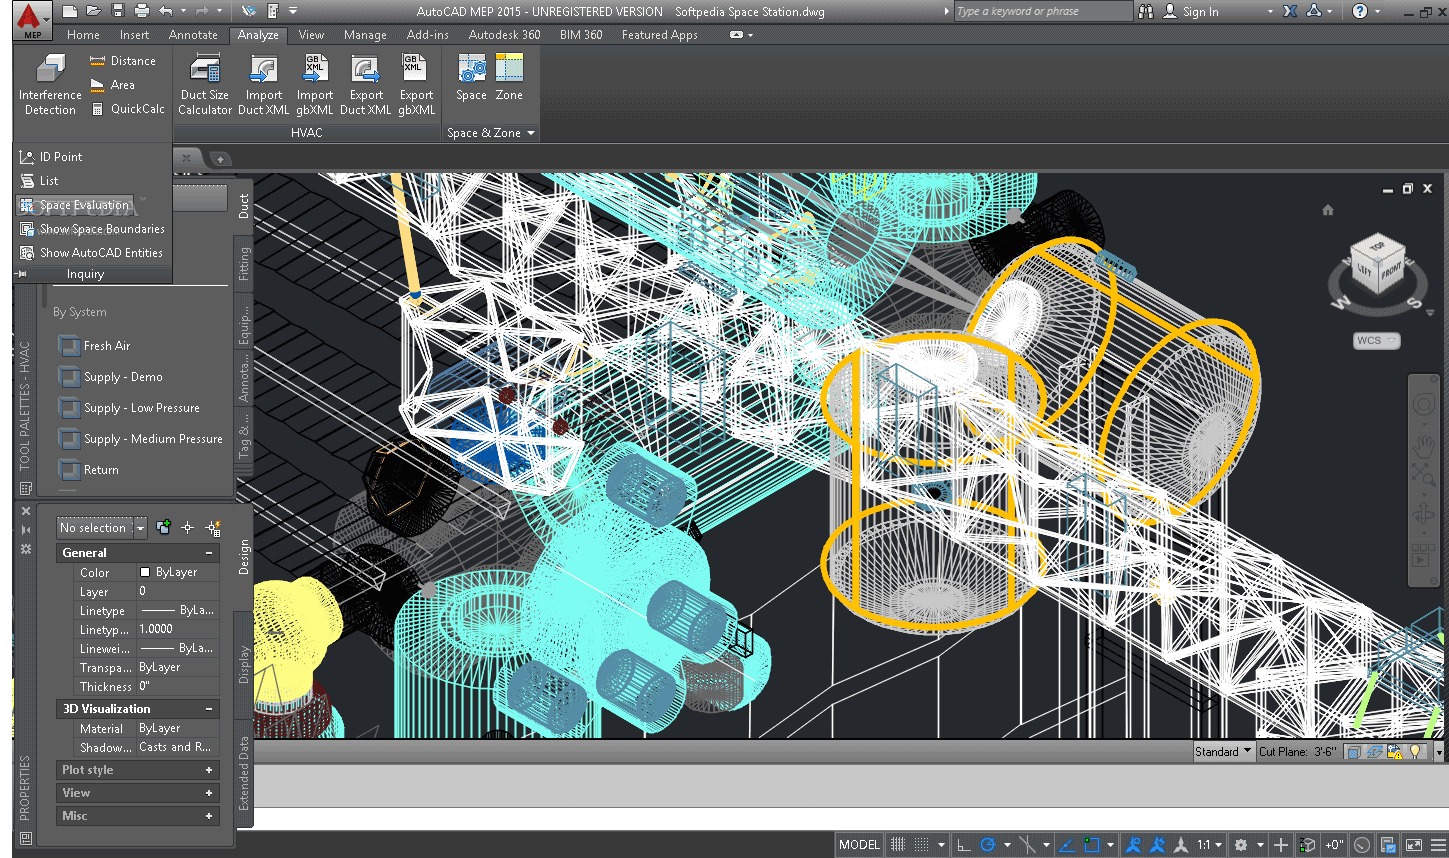 AutoCAD MEP 2015 - UNREGISTERED VERSION Softpedia Space Station.dwg
Type a keyword or phrase
Sign In
MEP
Home Insert Annotate Analyze View Manage Add-ins Autodesk 360 BIM 360 Featured Apps
Interference Detection
Distance
Area
QuickCalc
Duct Size Calculator
Import Duct XML
GB XML
Import gbXML
Export Duct XML
GB XML
Export gbXML
Space
Zone
HVAC
Space & Zone
ID Point
List
Space Evaluation
SOFTPEDIA
Show Space Boundaries
Show AutoCAD Entities
Inquiry
By System
Fresh Air
Supply - Demo
Supply - Low Pressure
Supply - Medium Pressure
Return
TOOL PALETTES - HVAC
Duct
Fitting
Equip...
Annota...
Tag & ...
No selection
General
Color ByLayer
Layer 0
Linetype ByLa...
Linetyp... 1.0000
Linewei... ByLa...
Transpa... ByLayer
Thickness 0"
3D Visualization
Material ByLayer
Shadow... Casts and R...
Plot style +
View +
Misc +
PROPERTIES
Design
Display
Extended Data
TOP
LEFT
FRONT
W
S
WCS
Standard
Cut Plane: 3'-6"
MODEL
1:1
+0"